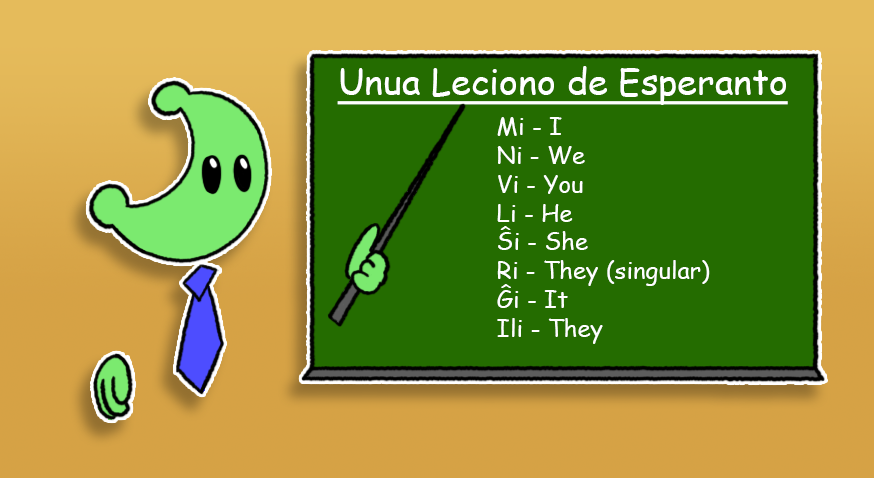 Unua Leciono de Esperanto
Mi - I
Ni - We
Vi - You
Li - He
Ŝi - She
Ri - They (singular)
Ĝi - It
Ili - They